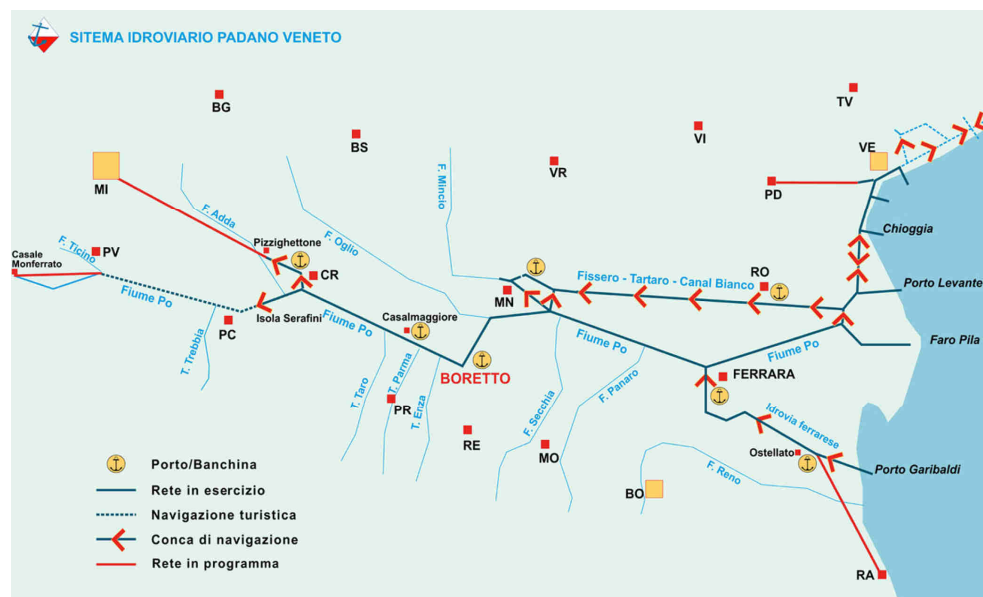 SITEMA IDROVIARIO PADANO VENETO
BG
BS
TV
VI
VE
VR
MI
PD
F. Mincio
F. Adda
F. Oglio
Chioggia
Pizzighettone
F. Ticino
PV
Casale
Monferrato
CR
Fissero - Tartaro - Canal Bianco
RO
Porto Levante
MN
Fiume Po
Isola Serafini
PC
Fiume Po
Casalmaggiore
Fiume Po
Fiume Po
Faro Pila
T. Trebbia
BORETTO
FERRARA
T. Taro
T. Parma
T. Enza
PR
F. Secchia
F. Panaro
Idrovia ferrarese
RE
MO
Ostellato
Porto Garibaldi
F. Reno
BO
RA
Porto/Banchina
Rete in esercizio
Navigazione turistica
Conca di navigazione
Rete in programma